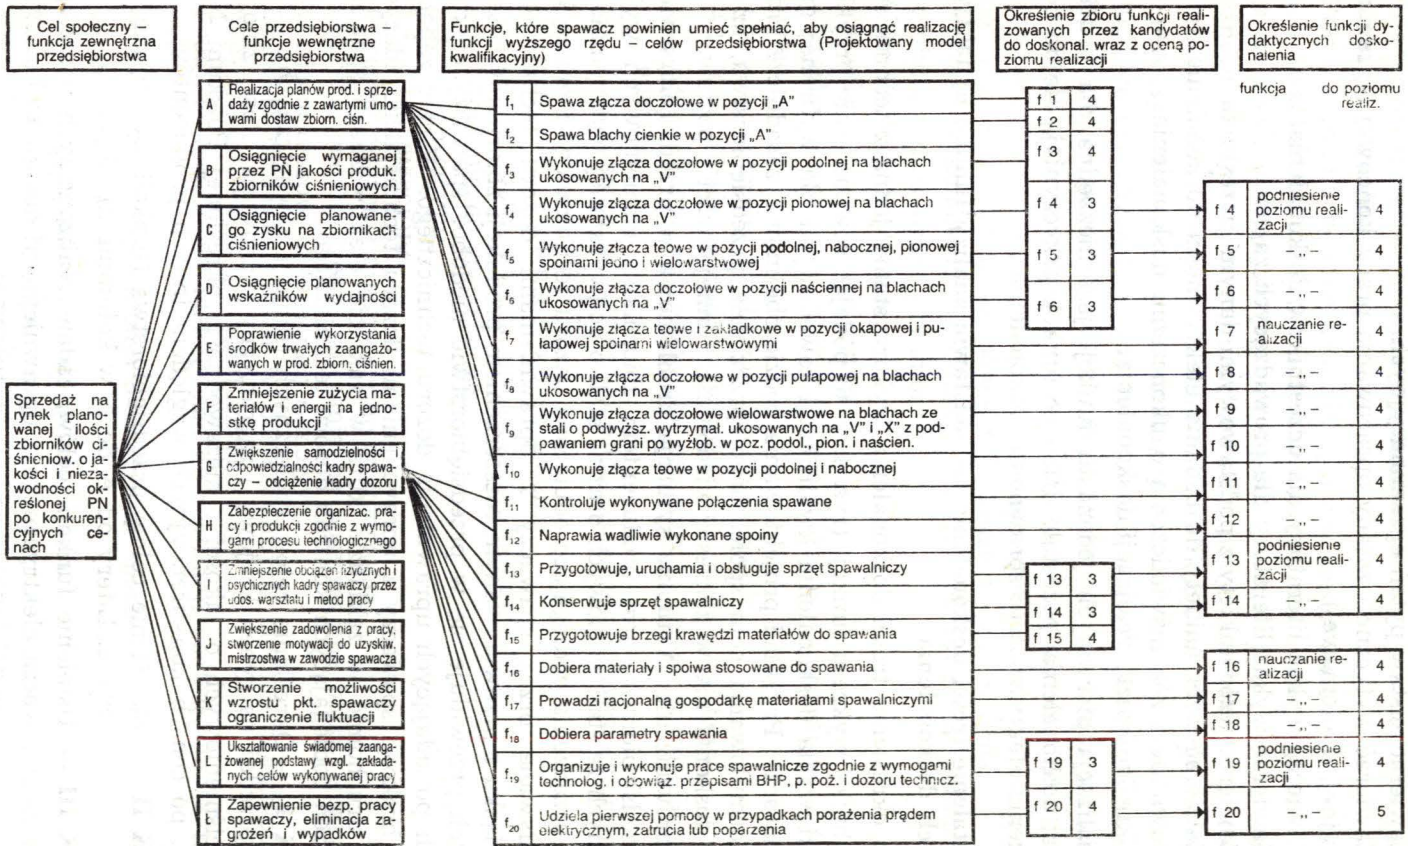 Cel społeczny –
funkcja zewnętrzna
przedsiębiorstwa
Cele przedsiębiorstwa –
funkcje wewnętrzne
przedsiębiorstwa
Funkcje, które spawacz powinien umieć spełniać, aby osiągnąć realizację
funkcji wyższego rzędu – celów przedsiębiorstwa (Projektowany model
kwalifikacyjny)
Określenie zbioru funkcji reali-
zowanych przez kandydatów
do doskonal. wraz z oceną po-
ziomu realizacji
Określenie funkcji dy-
daktycznych dosko-
nalenia
funkcja do poziomu
realiz.
Sprzedaż na
rynek plano-
wanej ilości
zbiorników ci-
śnieniow. o ja-
kości i nieza-
wodności ok-
reślonej PN
po konkuren-
cyjnych ce-
nach
A Realizacja planów prod. i sprze-
daży zgodnie z zawartymi umo-
wami dostaw zbiorn. ciśn.
B Osiągnięcie wymaganej
przez PN jakości produk.
zbiorników ciśnieniowych
C Osiągnięcie planowane-
go zysku na zbiornikach
ciśnieniowych
D Osiągnięcie planowanych
wskaźników wydajności
E Poprawienie wykorzystania
środków trwałych zaangażo-
wanych w prod. zbiorn. ciśnien.
F Zmniejszenie zużycia ma-
teriałów i energii na jedno-
stkę produkcji
G Zwiększenie samodzielności i
odpowiedzialności kadry spawa-
czy – odciążenie kadry dozoru
H Zabezpieczenie organizac. pra-
cy i produkcji zgodnie z wymo-
gami procesu technologicznego
I Zmniejszenie obciążeń fizycznych i
psychicznych kadry spawaczy przez
udos. warsztatu i metod pracy
J Zwiększenie zadowolenia z pracy,
stworzenie motywacji do uzyskiw.
mistrzostwa w zawodzie spawacza
K Stworzenie możliwości
wzrostu pkt. spawaczy
ograniczenie fluktuacji
L Ukształtowanie świadomej zaanga-
żowanej podstawy wzgl. zakłada-
nych celów wykonywanej pracy
Ł Zapewnienie bezp. pracy
spawaczy, eliminacja za-
grożeń i wypadków
f1 Spawa złącza doczołowe w pozycji „A"
f2 Spawa blachy cienkie w pozycji „A"
f3 Wykonuje złącza doczołowe w pozycji podolnej na blachach
ukosowanych na „V"
f4 Wykonuje złącza doczołowe w pozycji pionowej na blachach
ukosowanych na „V"
f5 Wykonuje złącza teowe w pozycji podolnej, nabocznej, pionowej
spoinami jedno i wielowarstwowej
f6 Wykonuje złącza doczołowe w pozycji naściennej na blachach
ukosowanych na „V"
f7 Wykonuje złącza teowe i zakładkowe w pozycji okapowej i pu-
łapowej spoinami wielowarstwowymi
f8 Wykonuje złącza doczołowe w pozycji pułapowej na blachach
ukosowanych na „V"
f9 Wykonuje złącza doczołowe wielowarstwowe na blachach ze
stali o podwyższ. wytrzymał. ukosowanych na „V" i „X" z pod-
pawaniem grani po wyżłob. w poz. podol., pion. i naścien.
f10 Wykonuje złącza teowe w pozycji podolnej i nabocznej
f11 Kontroluje wykonywane połączenia spawane
f12 Naprawia wadliwie wykonane spoiny
f13 Przygotowuje, uruchamia i obsługuje sprzęt spawalniczy
f14 Konserwuje sprzęt spawalniczy
f15 Przygotowuje brzegi krawędzi materiałów do spawania
f16 Dobiera materiały i spoiwa stosowane do spawania
f17 Prowadzi racjonalną gospodarkę materiałami spawalniczymi
f18 Dobiera parametry spawania
f19 Organizuje i wykonuje prace spawalnicze zgodnie z wymogami
technolog. i obowiąz. przepisami BHP, p. poż. i dozoru technicz.
f20 Udziela pierwszej pomocy w przypadkach porażenia prądem
elektrycznym, zatrucia lub poparzenia
f 1 4
f 2 4
f 3 4
f 4 3
f 5 3
f 6 3
f 13 3
f 14 3
f 15 4
f 19 3
f 20 4
f 4 podniesienie
poziomu reali-
zacji 4
f 5 – „ – 4
f 6 – „ – 4
f 7 nauczanie re-
alizacji 4
f 8 – „ – 4
f 9 – „ – 4
f 10 – „ – 4
f 11 – „ – 4
f 12 – „ – 4
f 13 podniesienie
poziomu reali-
zacji 4
f 14 – „ – 4
f 16 nauczanie re-
alizacji 4
f 17 – „ – 4
f 18 – „ – 4
f 19 podniesienie
poziomu reali-
zacji 4
f 20 – „ – 5